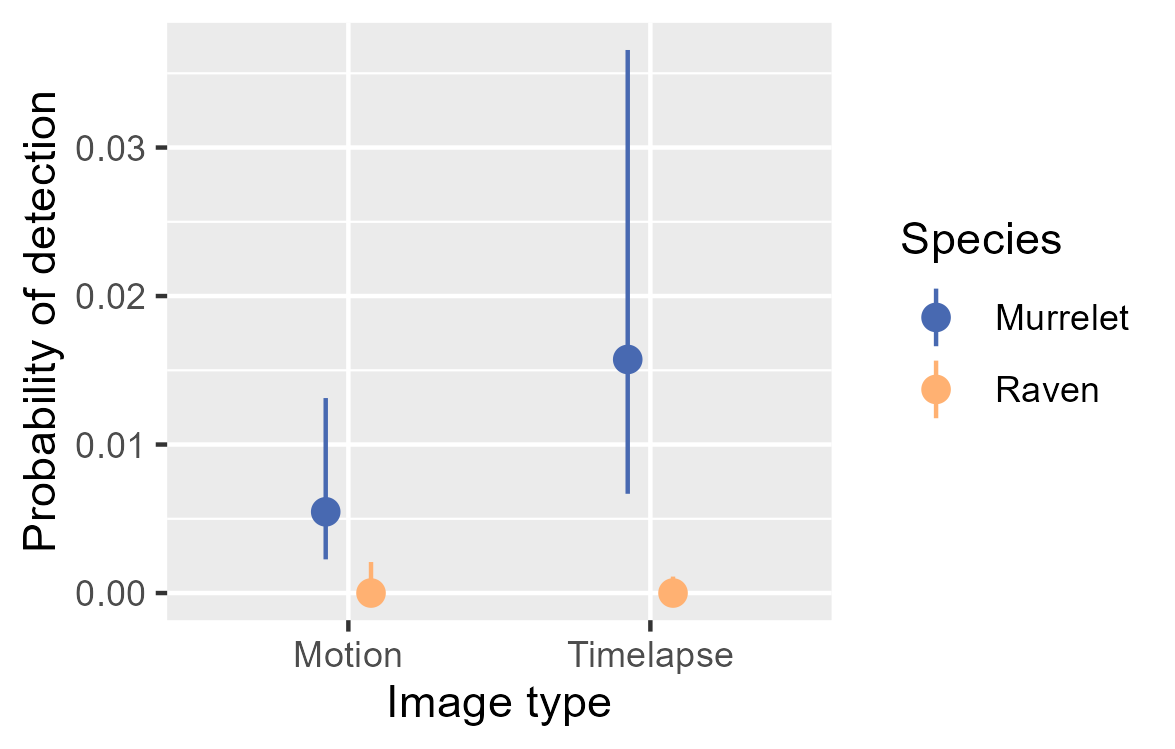 Probability of detection
0.03
0.02
0.01
0.00
Motion
Timelapse
Image type
Species
Murrelet
Raven